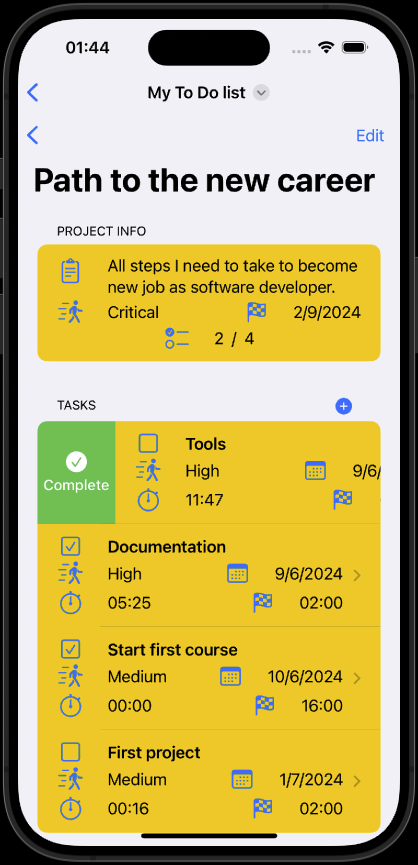 01:44
My To Do list
Edit
Path to the new career
PROJECT INFO
All steps I need to take to become
new job as software developer.
Critical 2/9/2024
2 / 4
TASKS
Complete
Tools
High 9/6/
11:47
Documentation
High 9/6/2024
05:25 02:00
Start first course
Medium 10/6/2024
00:00 16:00
First project
Medium 1/7/2024
00:16 02:00